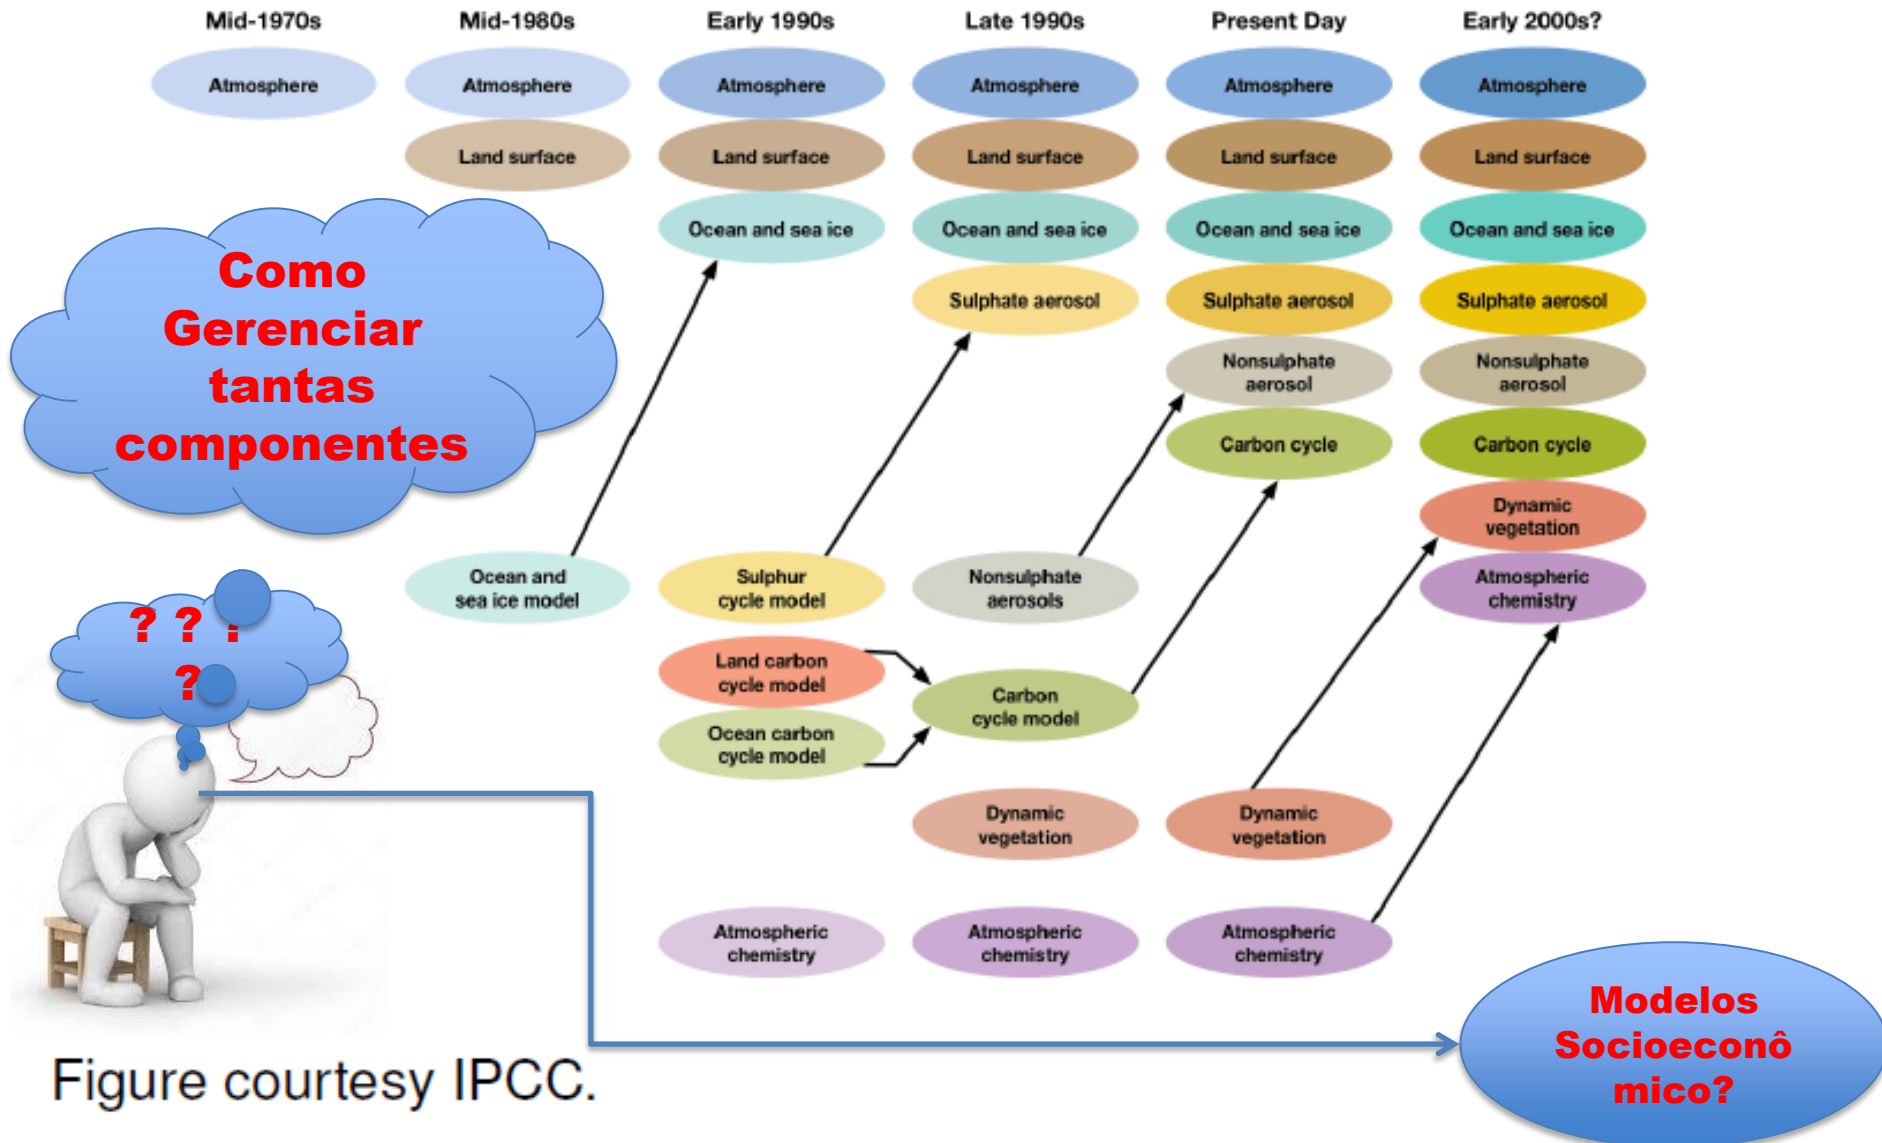 Mid-1970s
Mid-1980s
Early 1990s
Late 1990s
Present Day
Early 2000s?
Atmosphere
Atmosphere
Atmosphere
Atmosphere
Atmosphere
Atmosphere
Land surface
Land surface
Land surface
Land surface
Land surface
Ocean and sea ice
Ocean and sea ice
Ocean and sea ice
Ocean and sea ice
Sulphate aerosol
Sulphate aerosol
Sulphate aerosol
Nonsulphate
aerosol
Nonsulphate
aerosol
Carbon cycle
Carbon cycle
Dynamic
vegetation
Atmospheric
chemistry
Como
Gerenciar
tantas
componentes
Ocean and
sea ice model
Sulphur
cycle model
Nonsulphate
aerosols
Land carbon
cycle model
Ocean carbon
cycle model
Carbon
cycle model
Dynamic
vegetation
Dynamic
vegetation
Atmospheric
chemistry
Atmospheric
chemistry
Atmospheric
chemistry
? ? ?
?
Modelos
Socioeconô
mico?
Figure courtesy IPCC.